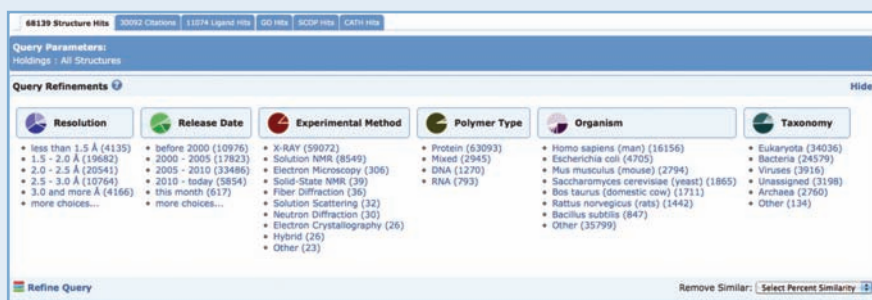 68139 Structure Hits 30092 Citations 11074 Ligand Hits GO Hits SCOP Hits CATH Hits
Query Parameters:
Holdings : All Structures
Query Refinements Hide
Resolution
less than 1.5 Å (4135)
1.5 - 2.0 Å (19682)
2.0 - 2.5 Å (20541)
2.5 - 3.0 Å (10764)
3.0 and more Å (4166)
more choices...
Release Date
before 2000 (10976)
2000 - 2005 (17823)
2005 - 2010 (33486)
2010 - today (5854)
this month (617)
more choices...
Experimental Method
X-RAY (59072)
Solution NMR (8549)
Electron Microscopy (306)
Solid-State NMR (39)
Fiber Diffraction (36)
Solution Scattering (32)
Neutron Diffraction (30)
Electron Crystallography (26)
Hybrid (26)
Other (23)
Polymer Type
Protein (63093)
Mixed (2945)
DNA (1270)
RNA (793)
Organism
Homo sapiens (man) (16156)
Escherichia coli (4705)
Mus musculus (mouse) (2794)
Saccharomyces cerevisiae (yeast) (1865)
Bos taurus (domestic cow) (1711)
Rattus norvegicus (rats) (1442)
Bacillus subtilis (847)
Other (35799)
Taxonomy
Eukaryota (34036)
Bacteria (24579)
Viruses (3916)
Unassigned (3198)
Archaea (2760)
Other (134)
Refine Query Remove Similar: Select Percent Similarity